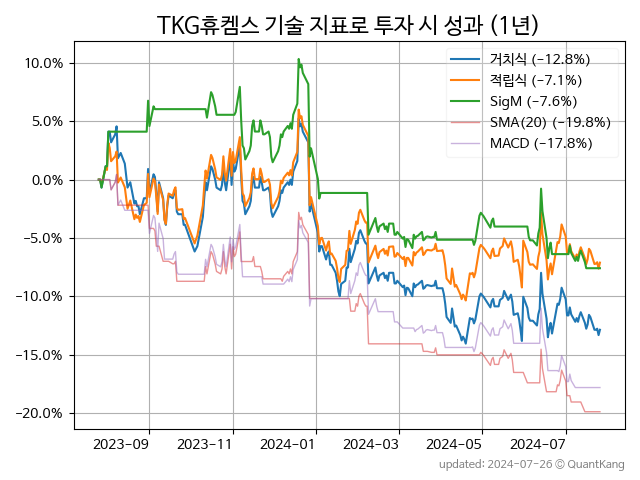 TKG휴켐스 기술 지표로 투자 시 성과 (1년)
거치식 (−12.8%)
적립식 (−7.1%)
SigM (−7.6%)
SMA(20) (−19.8%)
MACD (−17.8%)
10.0%
5.0%
0.0%
−5.0%
−10.0%
−15.0%
−20.0%
2023-09 2023-11 2024-01 2024-03 2024-05 2024-07
updated: 2024-07-26 © QuantKang